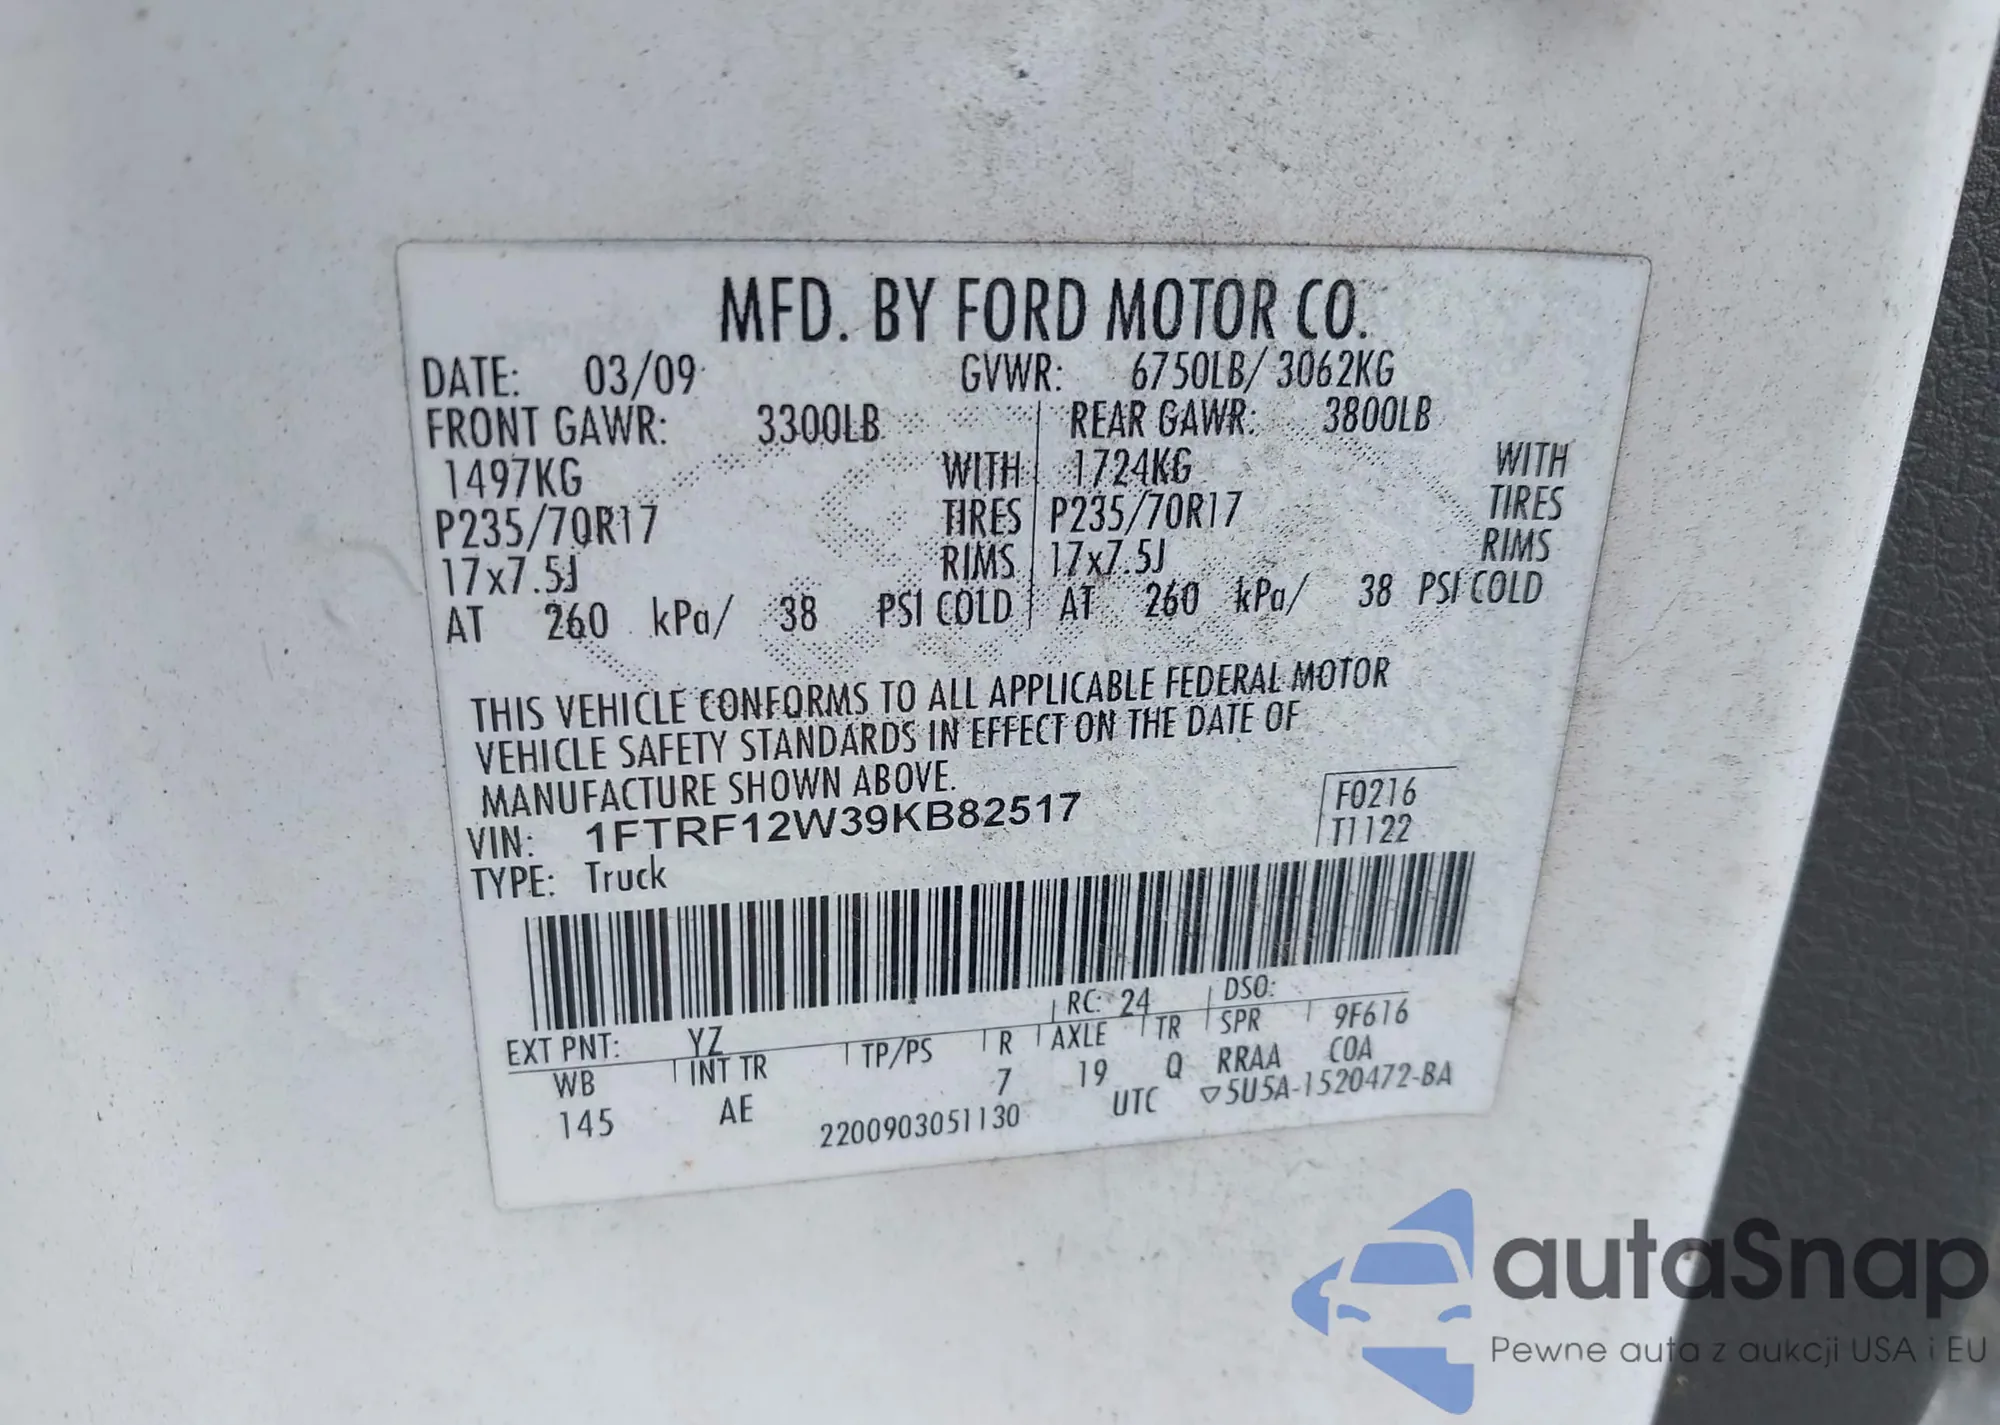 MFD. BY FORD MOTOR CO.
DATE: 03/09 GVWR: 6750LB/ 3062KG
FRONT GAWR: 3300LB REAR GAWR: 3800LB
1497KG WITH 1724KG WITH
P235/70R17 TIRES P235/70R17 TIRES
17x7.5J RIMS 17x7.5J RIMS
AT 260 kPa/ 38 PSI COLD AT 260 kPa/ 38 PSI COLD
THIS VEHICLE CONFORMS TO ALL APPLICABLE FEDERAL MOTOR
VEHICLE SAFETY STANDARDS IN EFFECT ON THE DATE OF
MANUFACTURE SHOWN ABOVE.
VIN: 1FTRF12W39KB82517 F0216
TYPE: Truck T1122
EXT PNT: YZ RC: 24 DSO:
WB INT TR TP/PS R AXLE TR SPR 9F616
145 AE 7 19 Q RRAA COA
2200903051130 UTC ▽5U5A-1520472-BA
autaSnap
Pewne auta z aukcji USA i EU